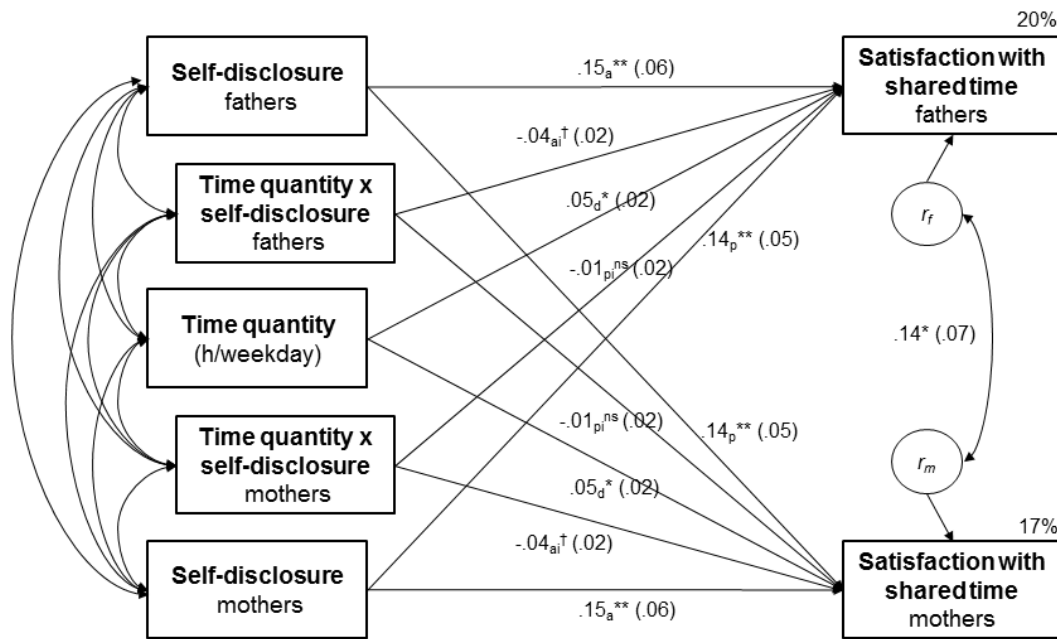 20%
Self-disclosure
fathers
.15a** (.06)
Satisfaction with
shared time
fathers
-.04ai† (.02)
Time quantity x
self-disclosure
fathers
.05d* (.02)
rf
.14p** (.05)
-.01pins (.02)
Time quantity
(h/weekday)
.14* (.07)
-.01pins (.02)
.14p** (.05)
Time quantity x
self-disclosure
mothers
rm
.05d* (.02)
17%
-.04ai† (.02)
Self-disclosure
mothers
.15a** (.06)
Satisfaction with
shared time
mothers